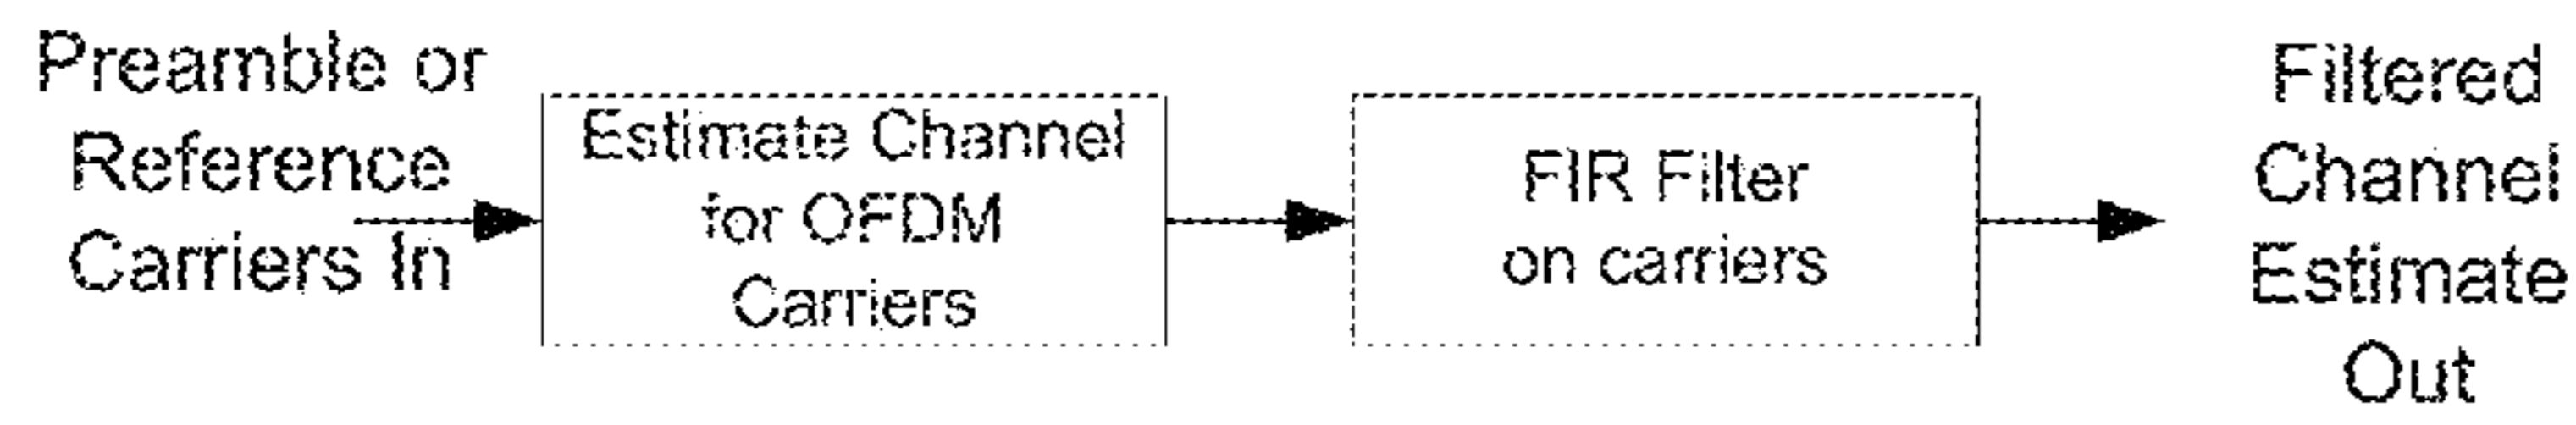 Preamble or
Reference
Carriers In
Estimate Channel
for OFDM
Carriers
FIR Filter
on carriers
Filtered
Channel
Estimate
Out